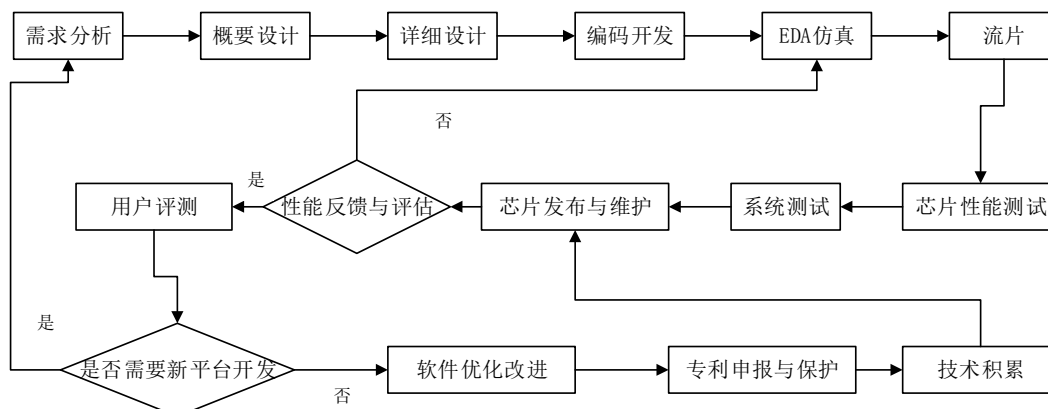 需求分析
概要设计
详细设计
编码开发
EDA仿真
流片
否
是
用户评测
性能反馈与评估
芯片发布与维护
系统测试
芯片性能测试
是
是否需要新平台开发
否
软件优化改进
专利申报与保护
技术积累